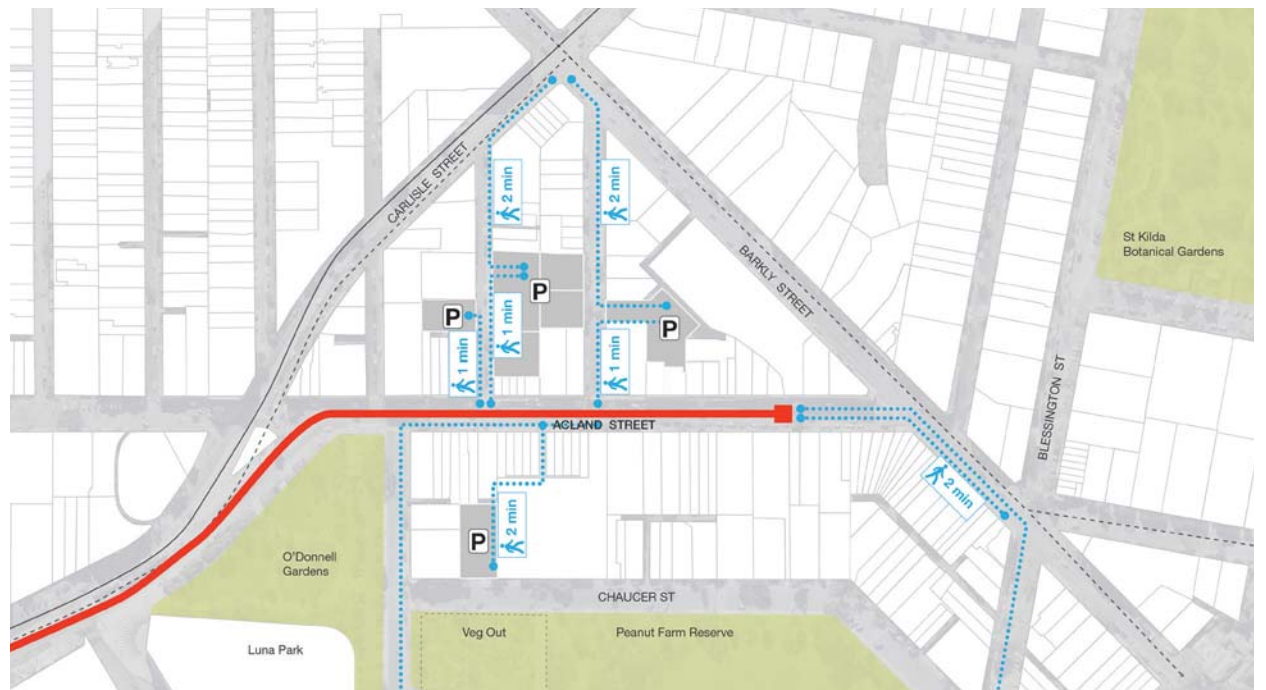 CARLISLE STREET
2 min
2 min
St Kilda
Botanical Gardens
BARKLY STREET
P
P
P
1 min
1 min
1 min
BLESSINGTON ST
ACLAND STREET
2 min
P
2 min
O'Donnell
Gardens
CHAUCER ST
Veg Out
Peanut Farm Reserve
Luna Park